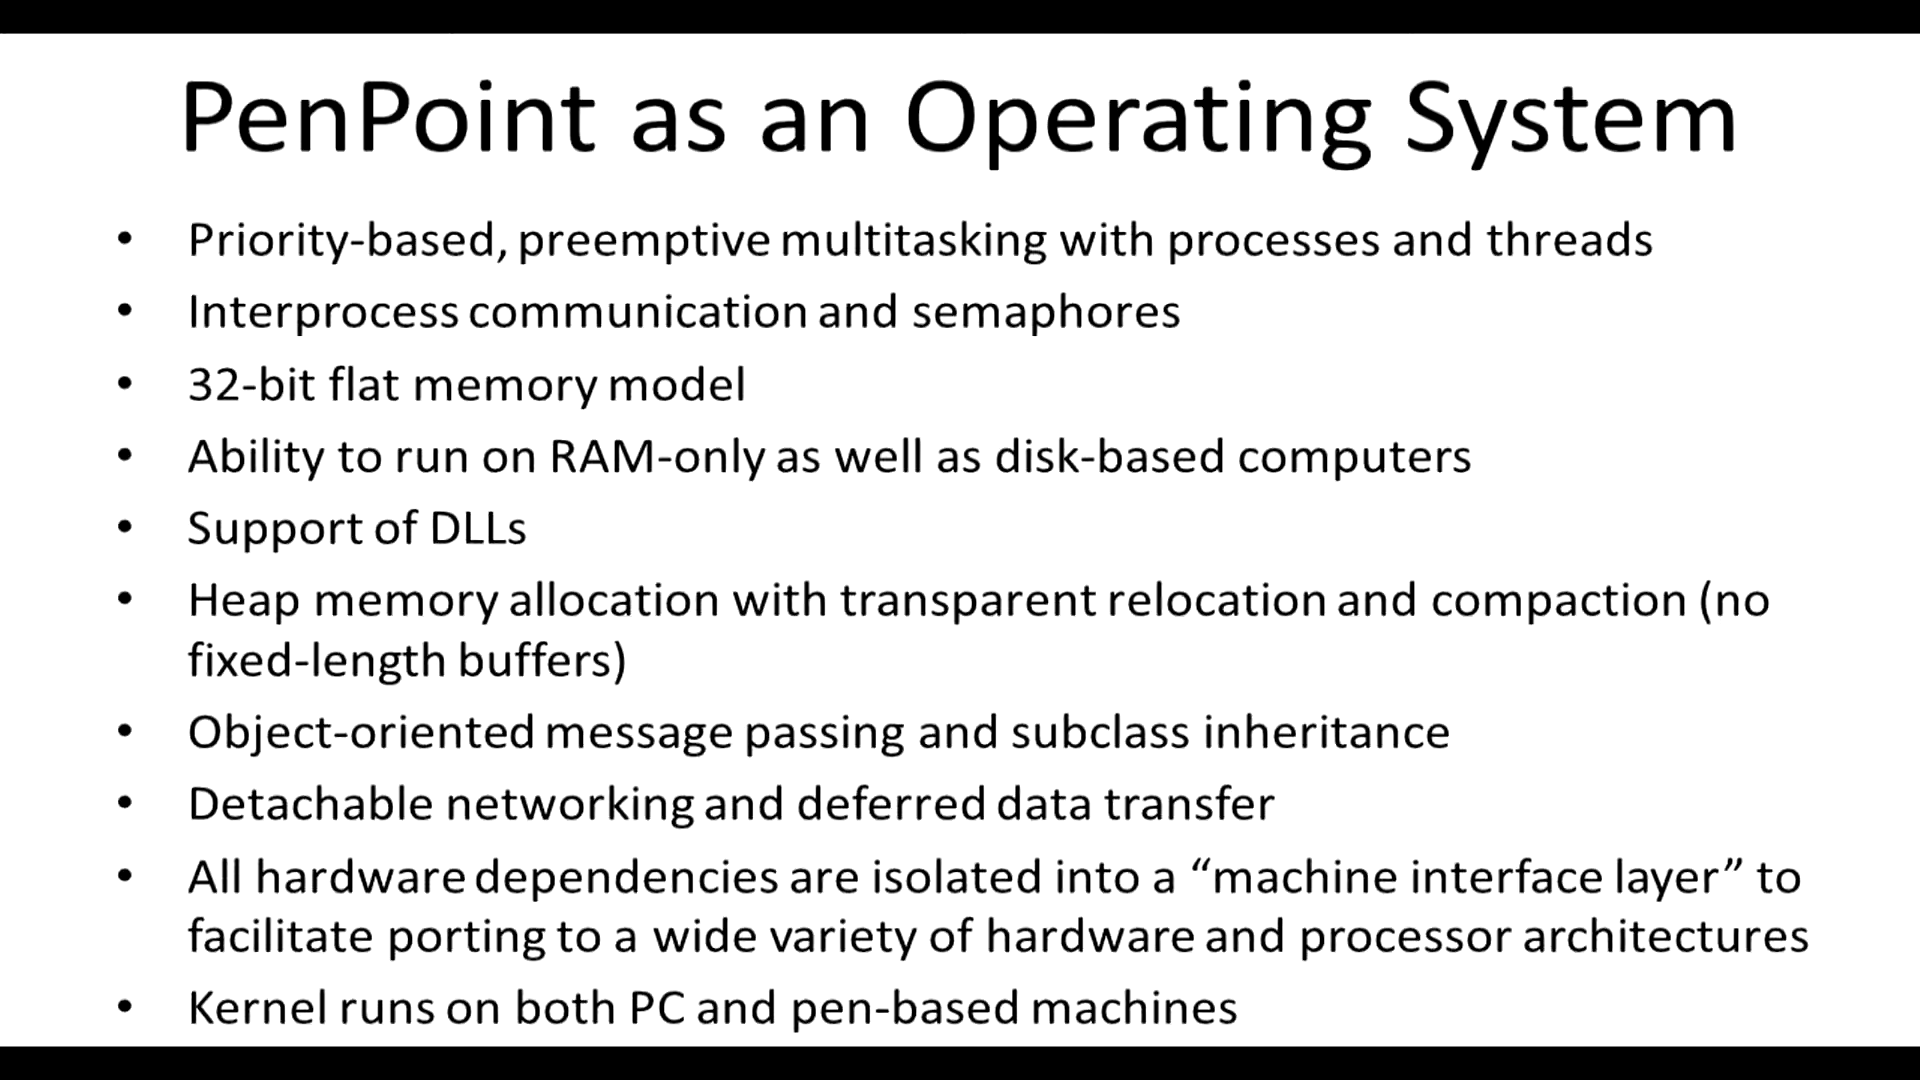 PenPoint as an Operating System
• Priority-based, preemptive multitasking with processes and threads
• Interprocess communication and semaphores
• 32-bit flat memory model
• Ability to run on RAM-only as well as disk-based computers
• Support of DLLs
• Heap memory allocation with transparent relocation and compaction (no
fixed-length buffers)
• Object-oriented message passing and subclass inheritance
• Detachable networking and deferred data transfer
• All hardware dependencies are isolated into a “machine interface layer” to
facilitate porting to a wide variety of hardware and processor architectures
• Kernel runs on both PC and pen-based machines